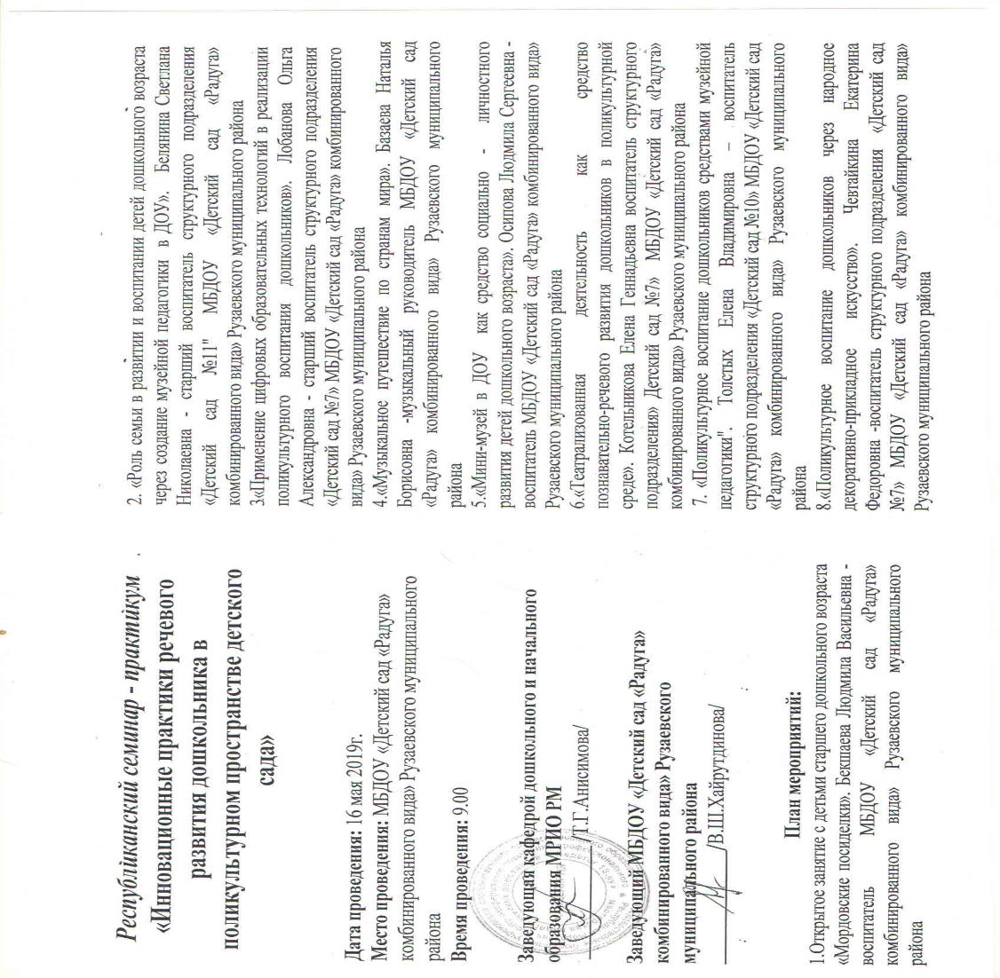 Республиканский семинар - практикум
«Инновационные практики речевого
развития дошкольника в
поликультурном пространстве детского
сада»
Дата проведения: 16 мая 2019г.
Место проведения: МБДОУ «Детский сад «Радуга»
комбинированного вида» Рузаевского муниципального
района
Время проведения: 9.00
Заведующая кафедрой дошкольного и начального
образования МРИО РМ
/Т.Г.Анисимова/
Заведующий МБДОУ «Детский сад «Радуга»
комбинированного вида» Рузаевского
муниципального района
/В.Ш.Хайрутдинова/
План мероприятий:
1.Открытое занятие с детьми старшего дошкольного возраста
«Мордовские посиделки». Бекшаева Людмила Васильевна -
воспитатель МБДОУ «Детский сад «Радуга»
комбинированного вида» Рузаевского муниципального
района
2. «Роль семьи в развитии и воспитании детей дошкольного возраста
через создание музейной педагогики в ДОУ». Белянина Светлана
Николаевна - старший воспитатель структурного подразделения
«Детский сад №11" МБДОУ «Детский сад «Радуга»
комбинированного вида» Рузаевского муниципального района
3.«Применение цифровых образовательных технологий в реализации
поликультурного воспитания дошкольников». Лобанова Ольга
Александровна - старший воспитатель структурного подразделения
«Детский сад №7» МБДОУ «Детский сад «Радуга» комбинированного
вида» Рузаевского муниципального района
4.«Музыкальное путешествие по странам мира». Базаева Наталья
Борисовна -музыкальный руководитель МБДОУ «Детский сад
«Радуга» комбинированного вида» Рузаевского муниципального
района
5.«Мини-музей в ДОУ как средство социально - личностного
развития детей дошкольного возраста». Осипова Людмила Сергеевна -
воспитатель МБДОУ «Детский сад «Радуга» комбинированного вида»
Рузаевского муниципального района
6.«Театрализованная деятельность как средство
познавательно-речевого развития дошкольников в поликультурной
среде». Котельникова Елена Геннадьевна воспитатель структурного
подразделения» Детский сад №7» МБДОУ «Детский сад «Радуга»
комбинированного вида» Рузаевского муниципального района
7. «Поликультурное воспитание дошкольников средствами музейной
педагогики". Толстых Елена Владимировна – воспитатель
структурного подразделения «Детский сад №10» МБДОУ «Детский сад
«Радуга» комбинированного вида» Рузаевского муниципального
района
8.«Поликультурное воспитание дошкольников через народное
декоративно-прикладное искусство». Чевтайкина Екатерина
Федоровна -воспитатель структурного подразделения «Детский сад
№7» МБДОУ «Детский сад «Радуга» комбинированного вида»
Рузаевского муниципального района